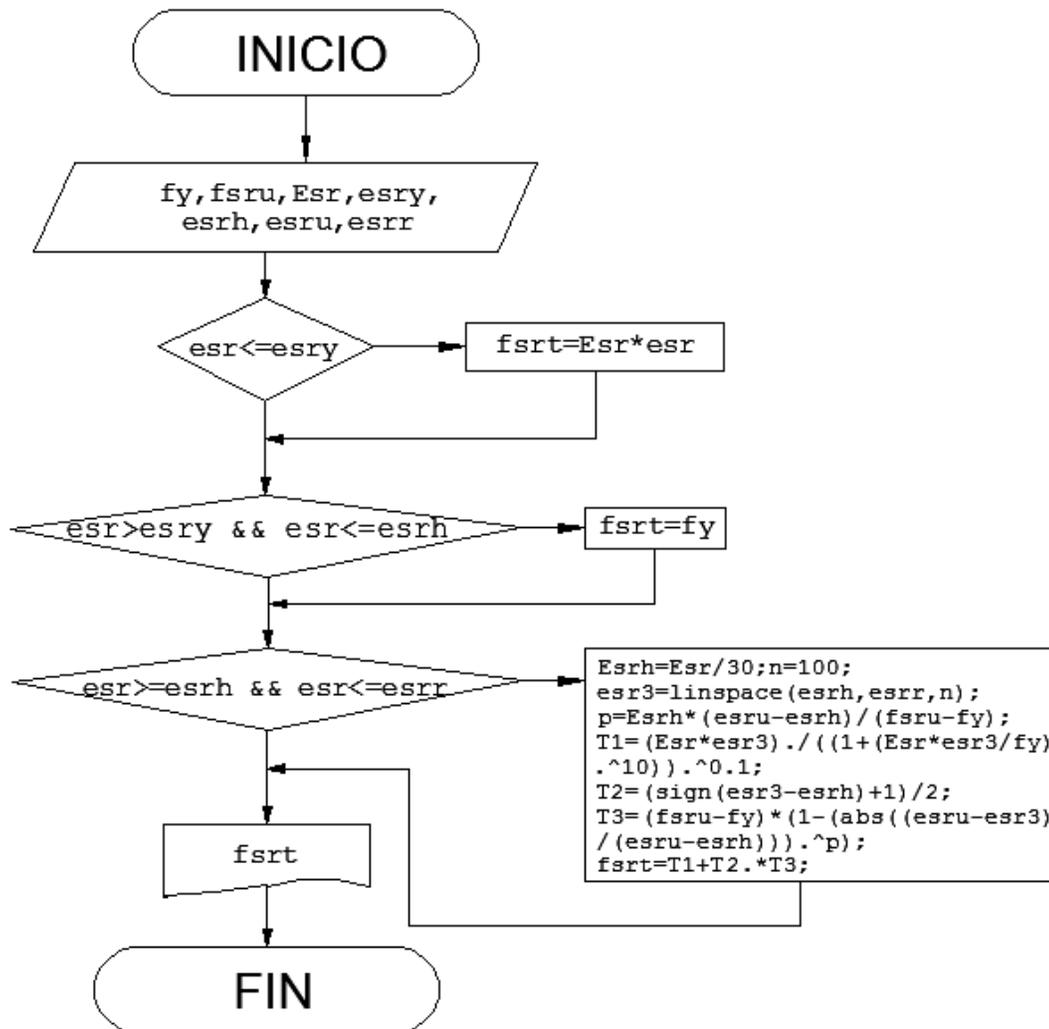 INICIO
fy,fsru,Esr,esry,
esrh,esru,esrr
esr<=esry
fsrt=Esr*esr
esr>esry && esr<=esrh
fsrt=fy
esr>=esrh && esr<=esrr
Esrh=Esr/30;n=100;
esr3=linspace(esrh,esrr,n);
p=Esrh*(esru-esrh)/(fsru-fy);
T1=(Esr*esr3)./((1+(Esr*esr3/fy)
.^10)).^0.1;
T2=(sign(esr3-esrh)+1)/2;
T3=(fsru-fy)*(1-(abs((esru-esr3)
/(esru-esrh))).^p);
fsrt=T1+T2.*T3;
fsrt
FIN